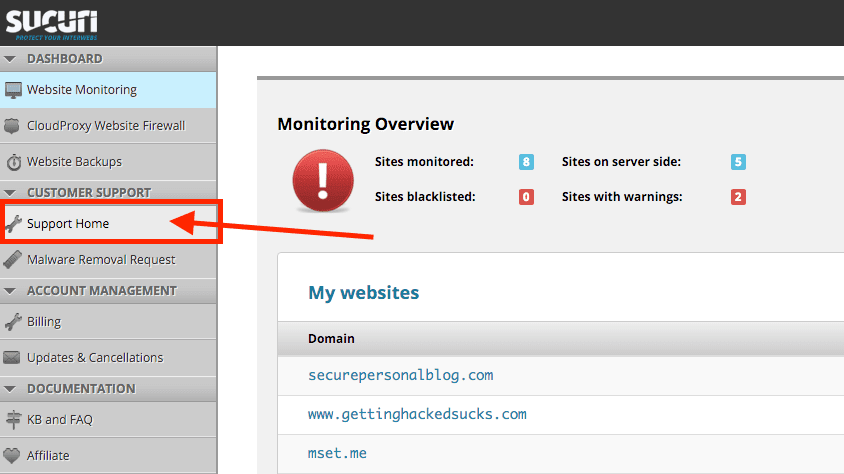 SUCURI
PROTECT YOUR INTERWEBS
DASHBOARD
Website Monitoring
CloudProxy Website Firewall
Website Backups
CUSTOMER SUPPORT
Support Home
Malware Removal Request
ACCOUNT MANAGEMENT
Billing
Updates & Cancellations
DOCUMENTATION
KB and FAQ
Affiliate
Monitoring Overview
!
Sites monitored: 8 Sites on server side: 5
Sites blacklisted: 0 Sites with warnings: 2
My websites
Domain
securepersonalblog.com
www.gettinghackedsucks.com
mset.me